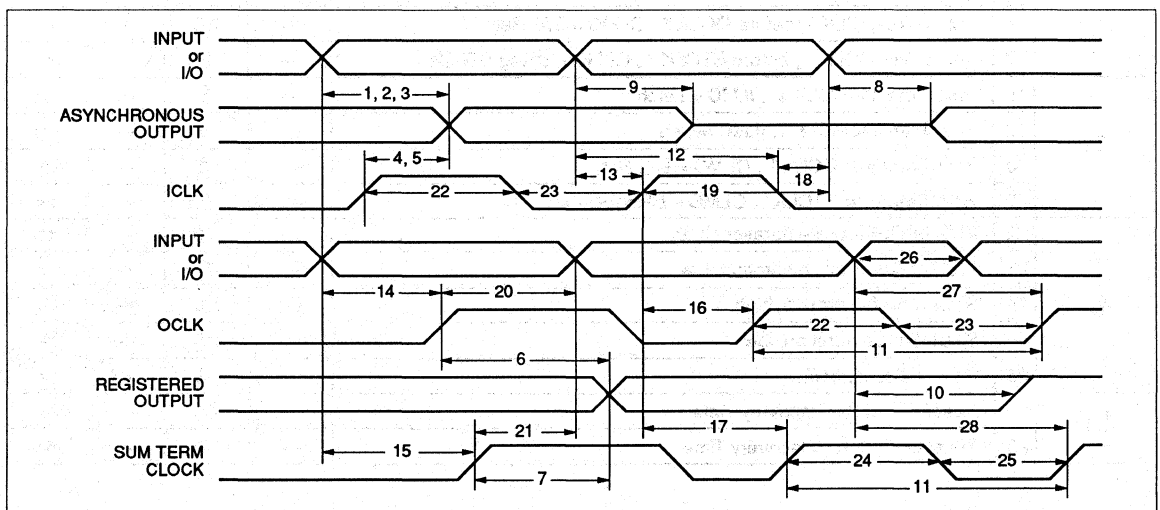 INPUT
or
I/O
1, 2, 3
9
8
ASYNCHRONOUS
OUTPUT
4, 5
12
13
18
ICLK
22
23
19
INPUT
or
I/O
26
14
20
27
16
OCLK
22
23
6
11
REGISTERED
OUTPUT
10
21
17
28
SUM TERM
CLOCK
15
24
25
7
11